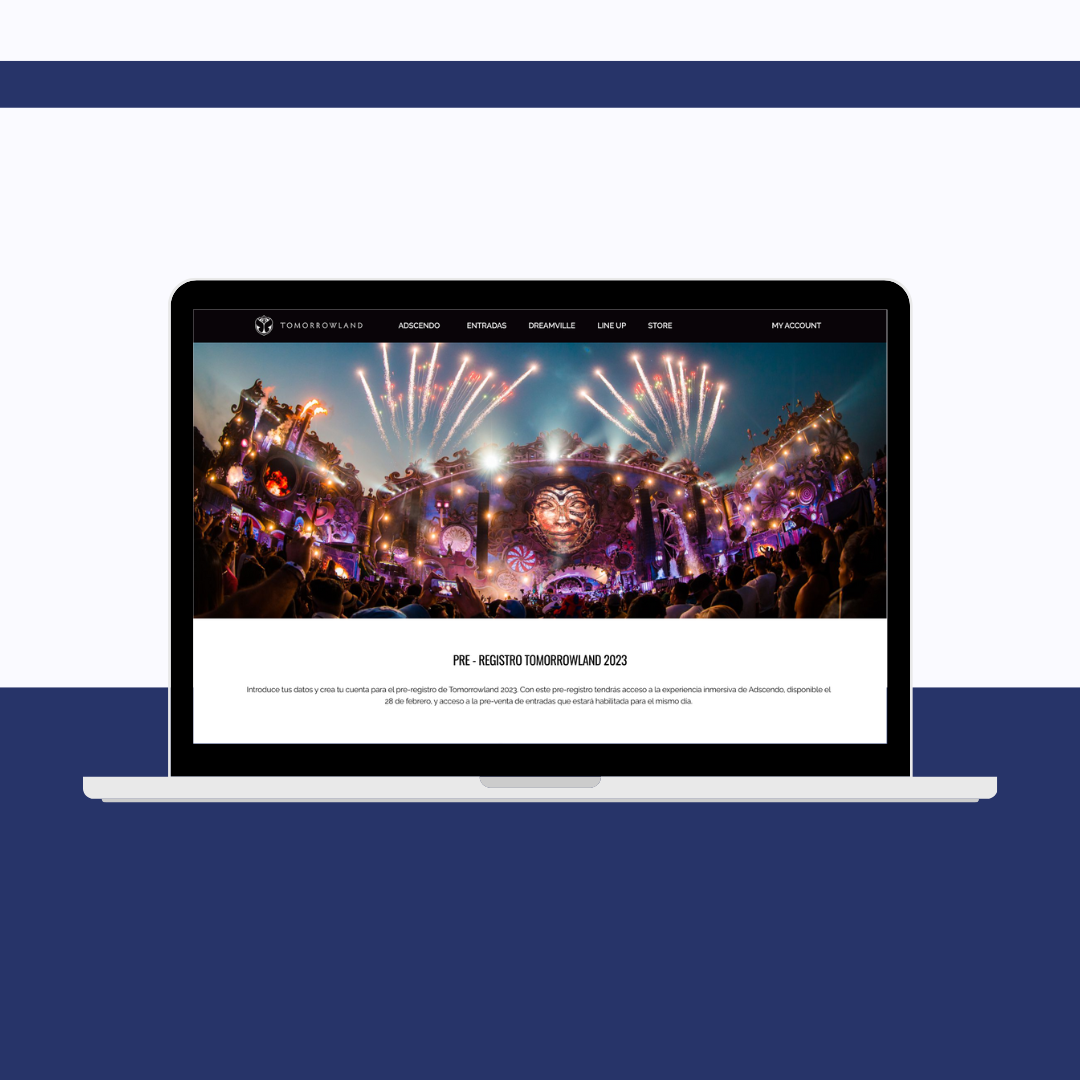 TOMORROWLAND ADSCENDO ENTRADAS DREAMVILLE LINE UP STORE MY ACCOUNT
PRE - REGISTRO TOMORROWLAND 2023
Introduce tus datos y crea tu cuenta para el pre-registro de Tomorrowland 2023. Con este pre-registro tendrás acceso a la experiencia inmersiva de Adscendo, disponible el
28 de febrero, y acceso a la pre-venta de entradas que estará habilitada para el mismo día.